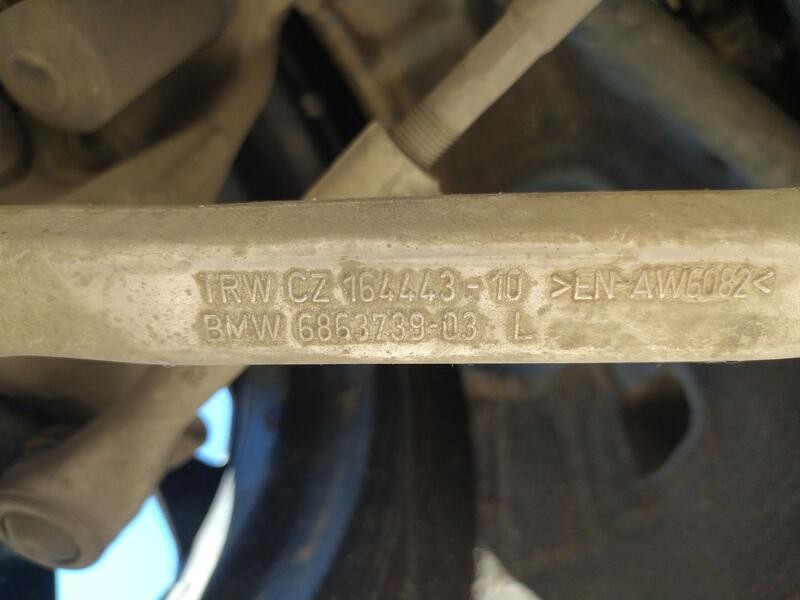 TRW CZ 164443-10 >EN-AW6082<
BMW 6863739-03 L